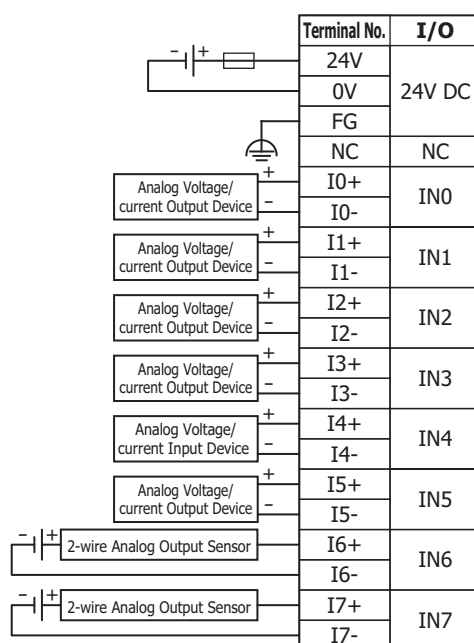 Terminal No. I/O
- + 24V
0V 24V DC
FG
NC NC
Analog Voltage/
current Output Device + I0+ IN0
- I0-
Analog Voltage/
current Output Device + I1+ IN1
- I1-
Analog Voltage/
current Output Device + I2+ IN2
- I2-
Analog Voltage/
current Output Device + I3+ IN3
- I3-
Analog Voltage/
current Input Device + I4+ IN4
- I4-
Analog Voltage/
current Output Device + I5+ IN5
- I5-
- + 2-wire Analog Output Sensor I6+ IN6
I6-
- + 2-wire Analog Output Sensor I7+ IN7
I7-